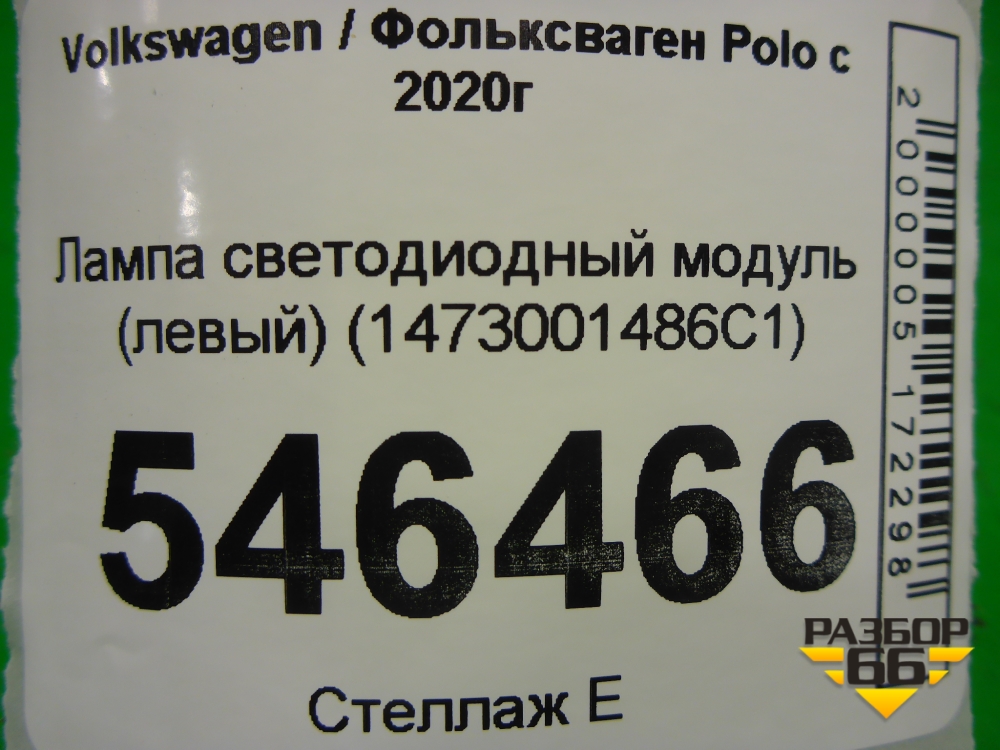 Volkswagen / Фольксваген Polo с
2020г
Лампа светодиодный модуль
(левый) (1473001486C1)
546466
Стеллаж Е
2000005172298
РАЗБОР
66